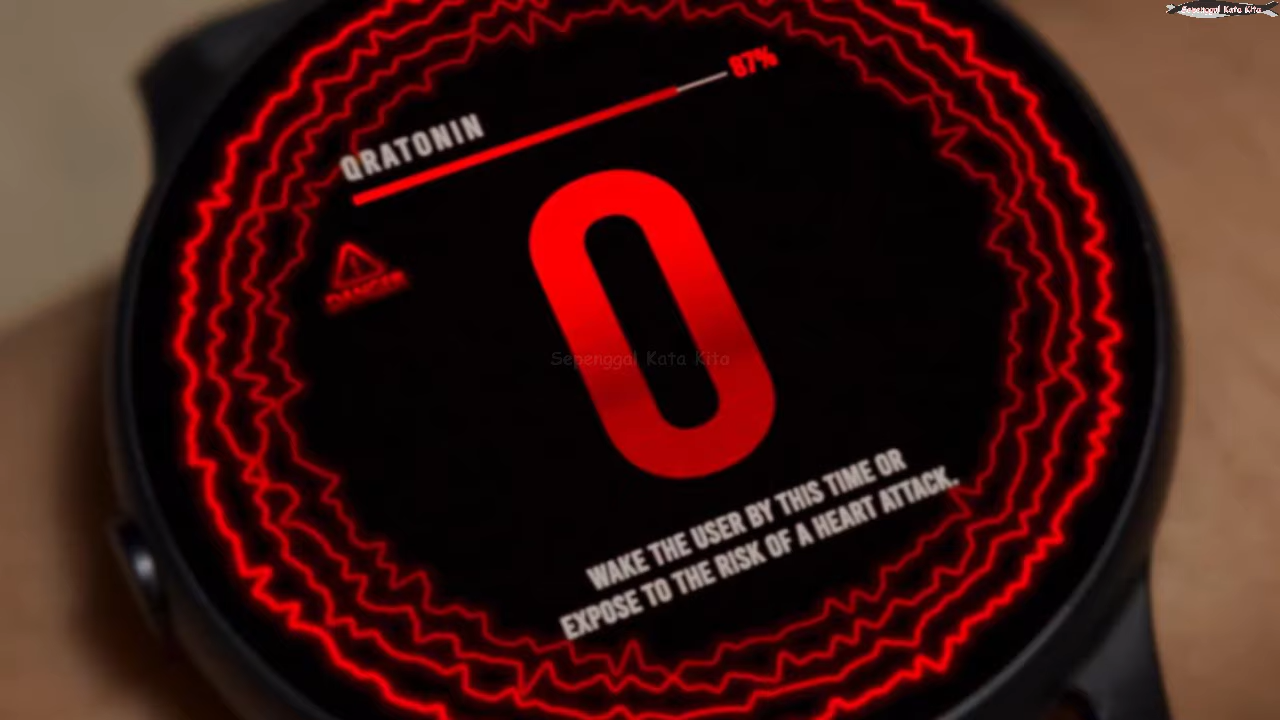 Sepenggal Kata Kita
87%
QRATONIN
DANGER
0
Sepenggal Kata Kita
WAKE THE USER BY THIS TIME OR
EXPOSE TO THE RISK OF A HEART ATTACK.